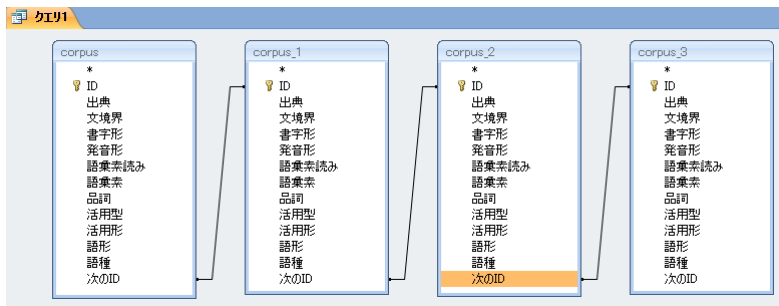 クエリ1
corpus
*
ID
出典
文境界
書字形
発音形
語彙素読み
語彙素
品詞
活用型
活用形
語形
語種
次のID
corpus_1
*
ID
出典
文境界
書字形
発音形
語彙素読み
語彙素
品詞
活用型
活用形
語形
語種
次のID
corpus_2
*
ID
出典
文境界
書字形
発音形
語彙素読み
語彙素
品詞
活用型
活用形
語形
語種
次のID
corpus_3
*
ID
出典
文境界
書字形
発音形
語彙素読み
語彙素
品詞
活用型
活用形
語形
語種
次のID